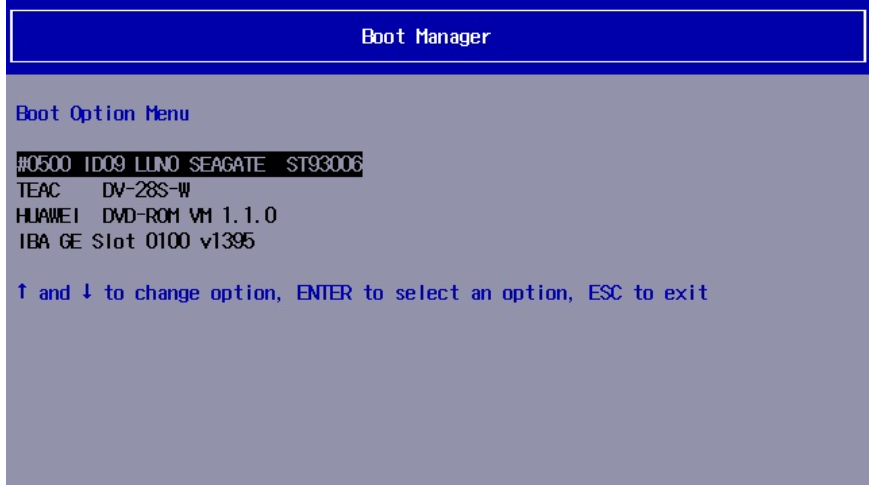 Boot Manager
Boot Option Menu
#0500 ID09 LUN0 SEAGATE ST93006
TEAC DV-28S-W
HUAWEI DVD-ROM VM 1.1.0
IBA GE Slot 0100 v1395
↑ and ↓ to change option, ENTER to select an option, ESC to exit